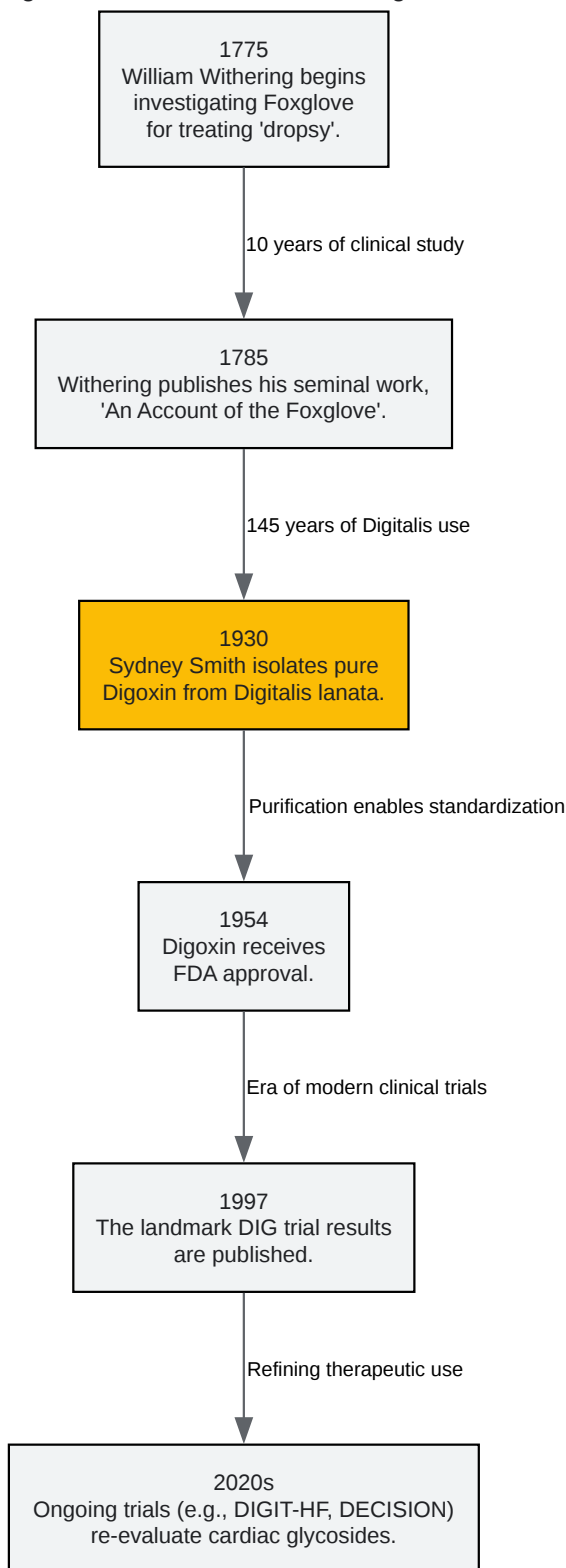 1775
William Withering begins
investigating Foxglove
for treating 'dropsy'.
10 years of clinical study
1785
Withering publishes his seminal work,
'An Account of the Foxglove'.
145 years of Digitalis use
1930
Sydney Smith isolates pure
Digoxin from Digitalis lanata.
Purification enables standardization
1954
Digoxin receives
FDA approval.
Era of modern clinical trials
1997
The landmark DIG trial results
are published.
Refining therapeutic use
2020s
Ongoing trials (e.g., DIGIT-HF, DECISION)
re-evaluate cardiac glycosides.